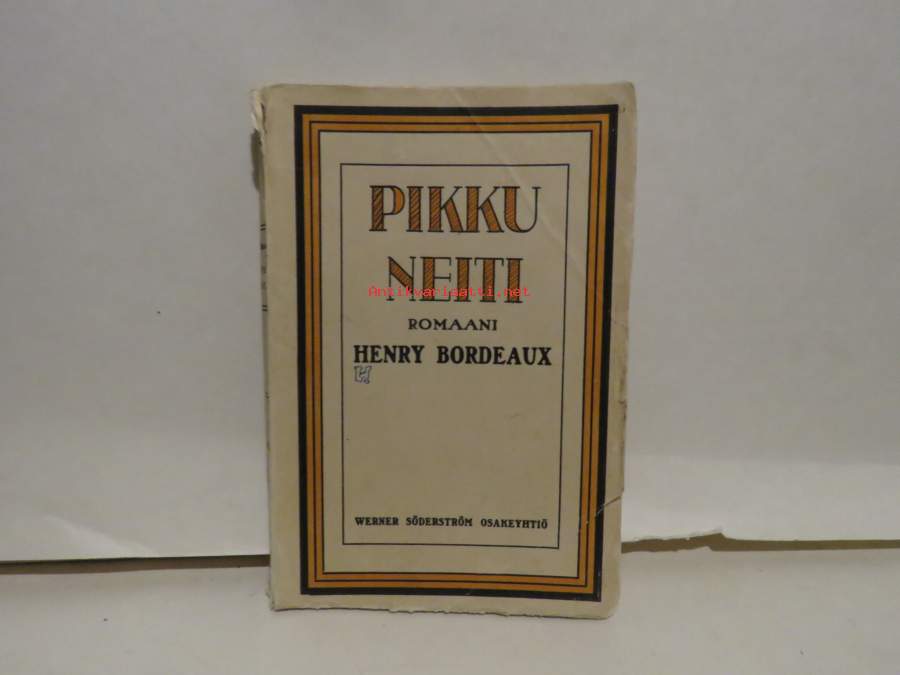 PIKKU
NEITI
Antikvariaatti.net
ROMAANI
HENRY BORDEAUX
H
WERNER SÖDERSTRÖM OSAKEYHTIÖ